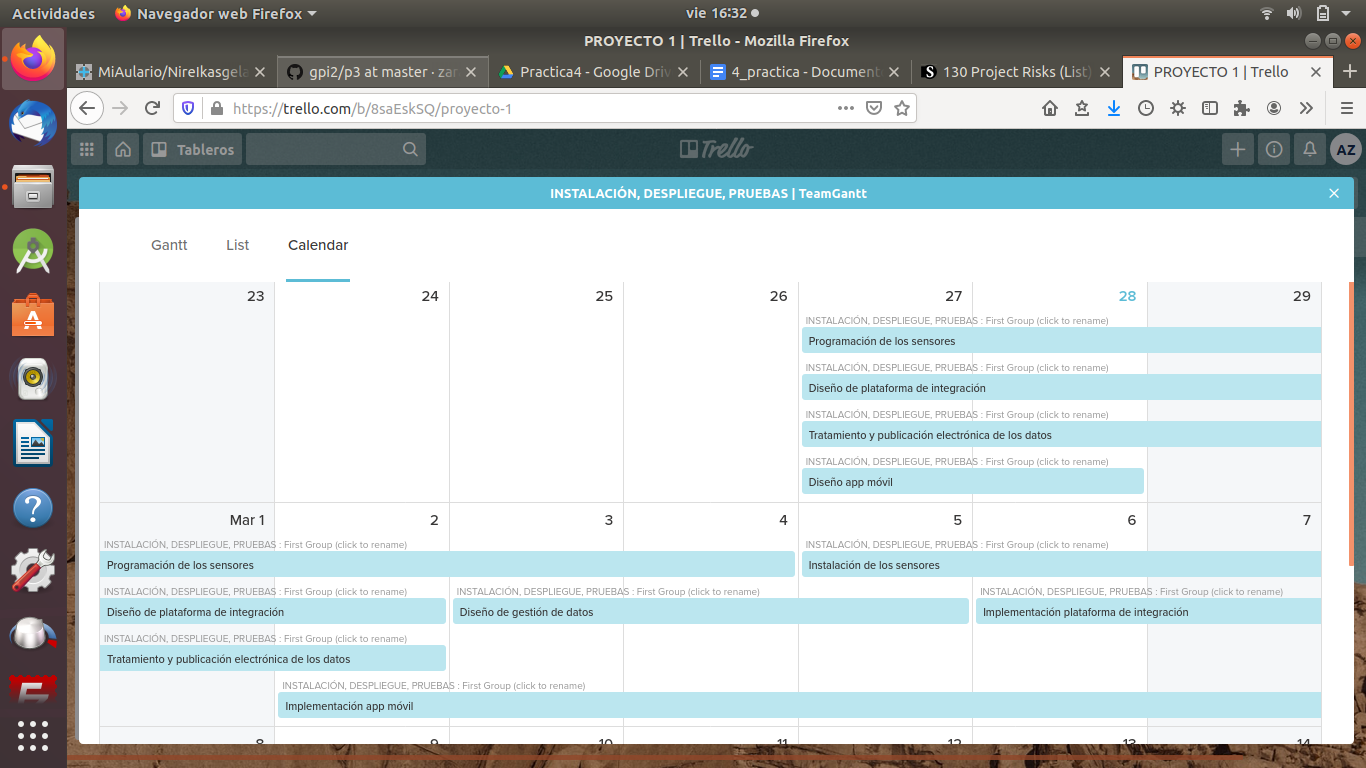 Actividades Navegador web Firefox vie 16:32
PROYECTO 1 | Trello - Mozilla Firefox
MiAulario/NireIkasgela gpi2/p3 at master · zar Practica4 - Google Driv 4_practica - Document 130 Project Risks (List) PROYECTO 1 | Trello
https://trello.com/b/8saEskSQ/proyecto-1
Tableros Trello AZ
INSTALACIÓN, DESPLIEGUE, PRUEBAS | TeamGantt
Gantt List Calendar
23 24 25 26 27 28 29
INSTALACIÓN, DESPLIEGUE, PRUEBAS : First Group (click to rename)
Programación de los sensores
INSTALACIÓN, DESPLIEGUE, PRUEBAS : First Group (click to rename)
Diseño de plataforma de integración
INSTALACIÓN, DESPLIEGUE, PRUEBAS : First Group (click to rename)
Tratamiento y publicación electrónica de los datos
INSTALACIÓN, DESPLIEGUE, PRUEBAS : First Group (click to rename)
Diseño app móvil
Mar 1 2 3 4 5 6 7
INSTALACIÓN, DESPLIEGUE, PRUEBAS : First Group (click to rename) INSTALACIÓN, DESPLIEGUE, PRUEBAS : First Group (click to rename)
Programación de los sensores Instalación de los sensores
INSTALACIÓN, DESPLIEGUE, PRUEBAS : First Group (click to rename) INSTALACIÓN, DESPLIEGUE, PRUEBAS : First Group (click to rename) INSTALACIÓN, DESPLIEGUE, PRUEBAS : First Group (click to rename)
Diseño de plataforma de integración Diseño de gestión de datos Implementación plataforma de integración
INSTALACIÓN, DESPLIEGUE, PRUEBAS : First Group (click to rename)
Tratamiento y publicación electrónica de los datos
INSTALACIÓN, DESPLIEGUE, PRUEBAS : First Group (click to rename)
Implementación app móvil
8 9 10 11 12 13 14